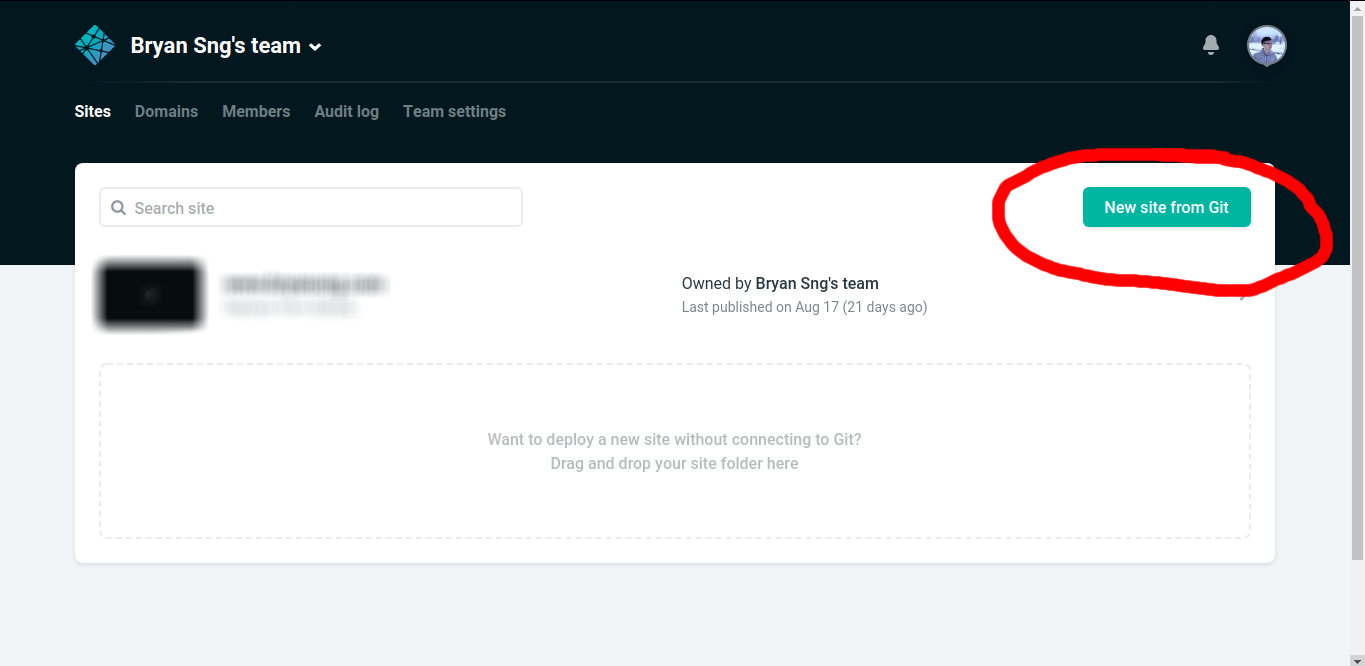 Bryan Sng's team
Sites Domains Members Audit log Team settings
Search site
New site from Git
Owned by Bryan Sng's team
Last published on Aug 17 (21 days ago)
Want to deploy a new site without connecting to Git?
Drag and drop your site folder here